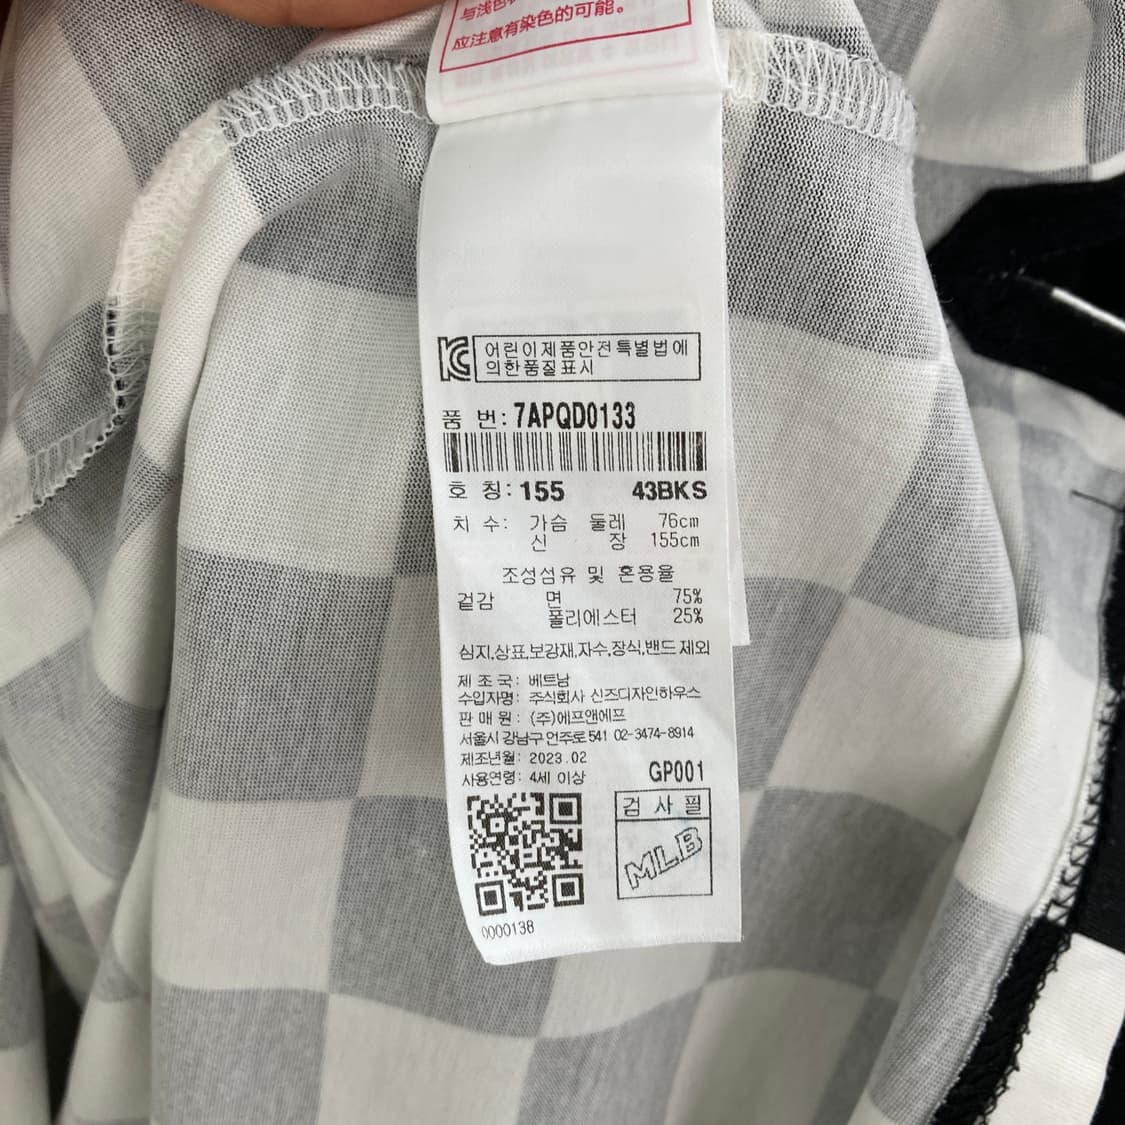 与浅色
应注意有染色的可能。
KC 어린이제품안전특별법에
의한품질표시
품 번: 7APQD0133
호 칭: 155 43BKS
치 수: 가슴 둘레 76cm
신 장 155cm
조성섬유 및 혼용율
겉감 면 75%
폴리에스터 25%
심지,상표,보강재,자수,장식,밴드 제외
제 조 국: 베트남
수입자명: 주식회사 신즈디자인하우스
판 매 원: (주)에프앤에프
서울시 강남구 언주로 541 02-3474-8914
제조년월: 2023.02
사용연령: 4세 이상
GP001
검 사 필
MLB
0000138